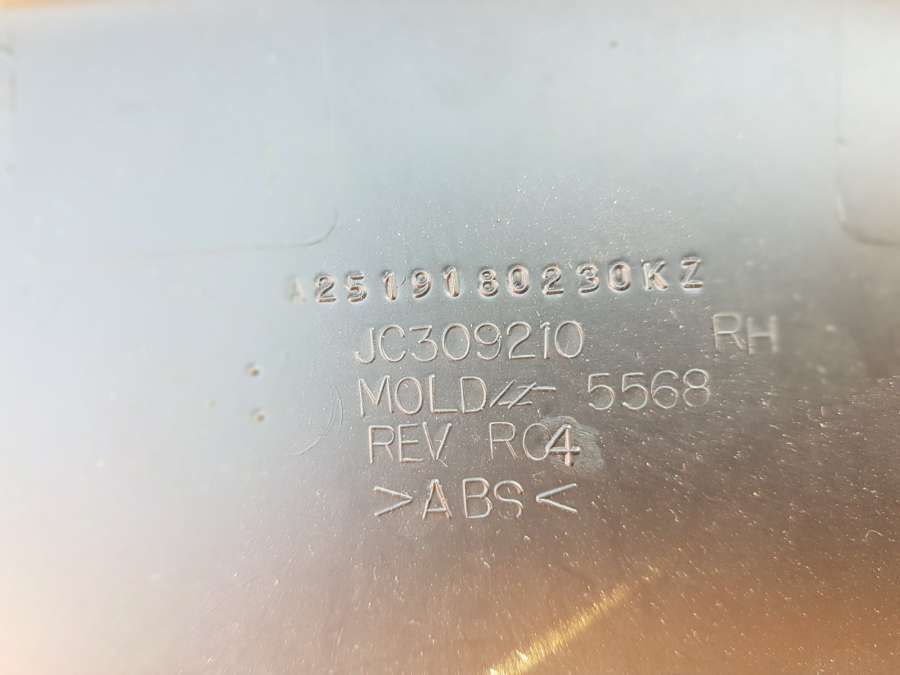 A2519180230KZ
JC309210 RH
MOLD# 5568
REV RC4
>ABS<